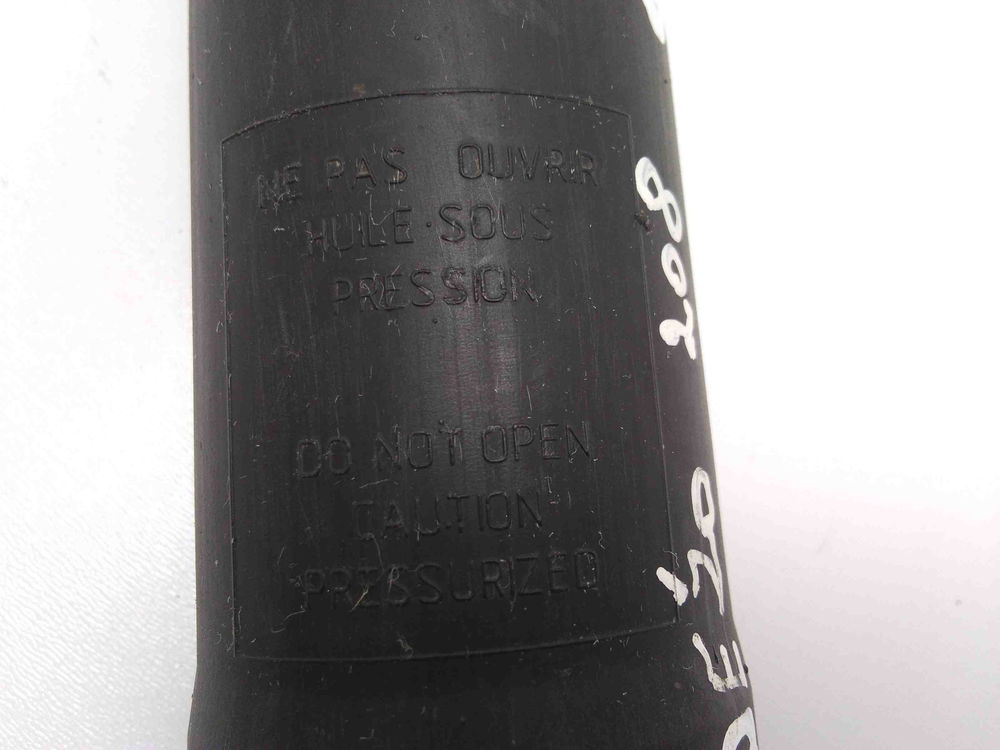 NE PAS OUVRIR
HUILE·SOUS
PRESSION
DO NOT OPEN
CAUTION
PRESSURIZED